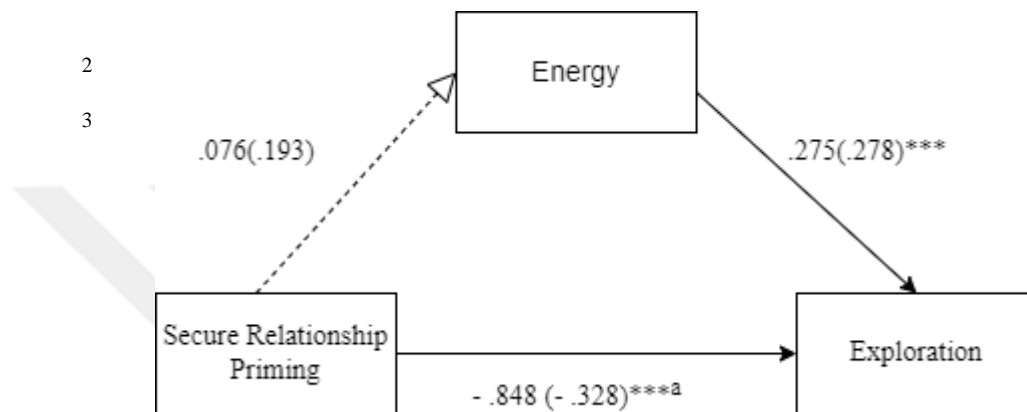 2
Energy
3
.076(.193)
.275(.278)***
Secure Relationship
Priming
Exploration
- .848 (- .328)***a